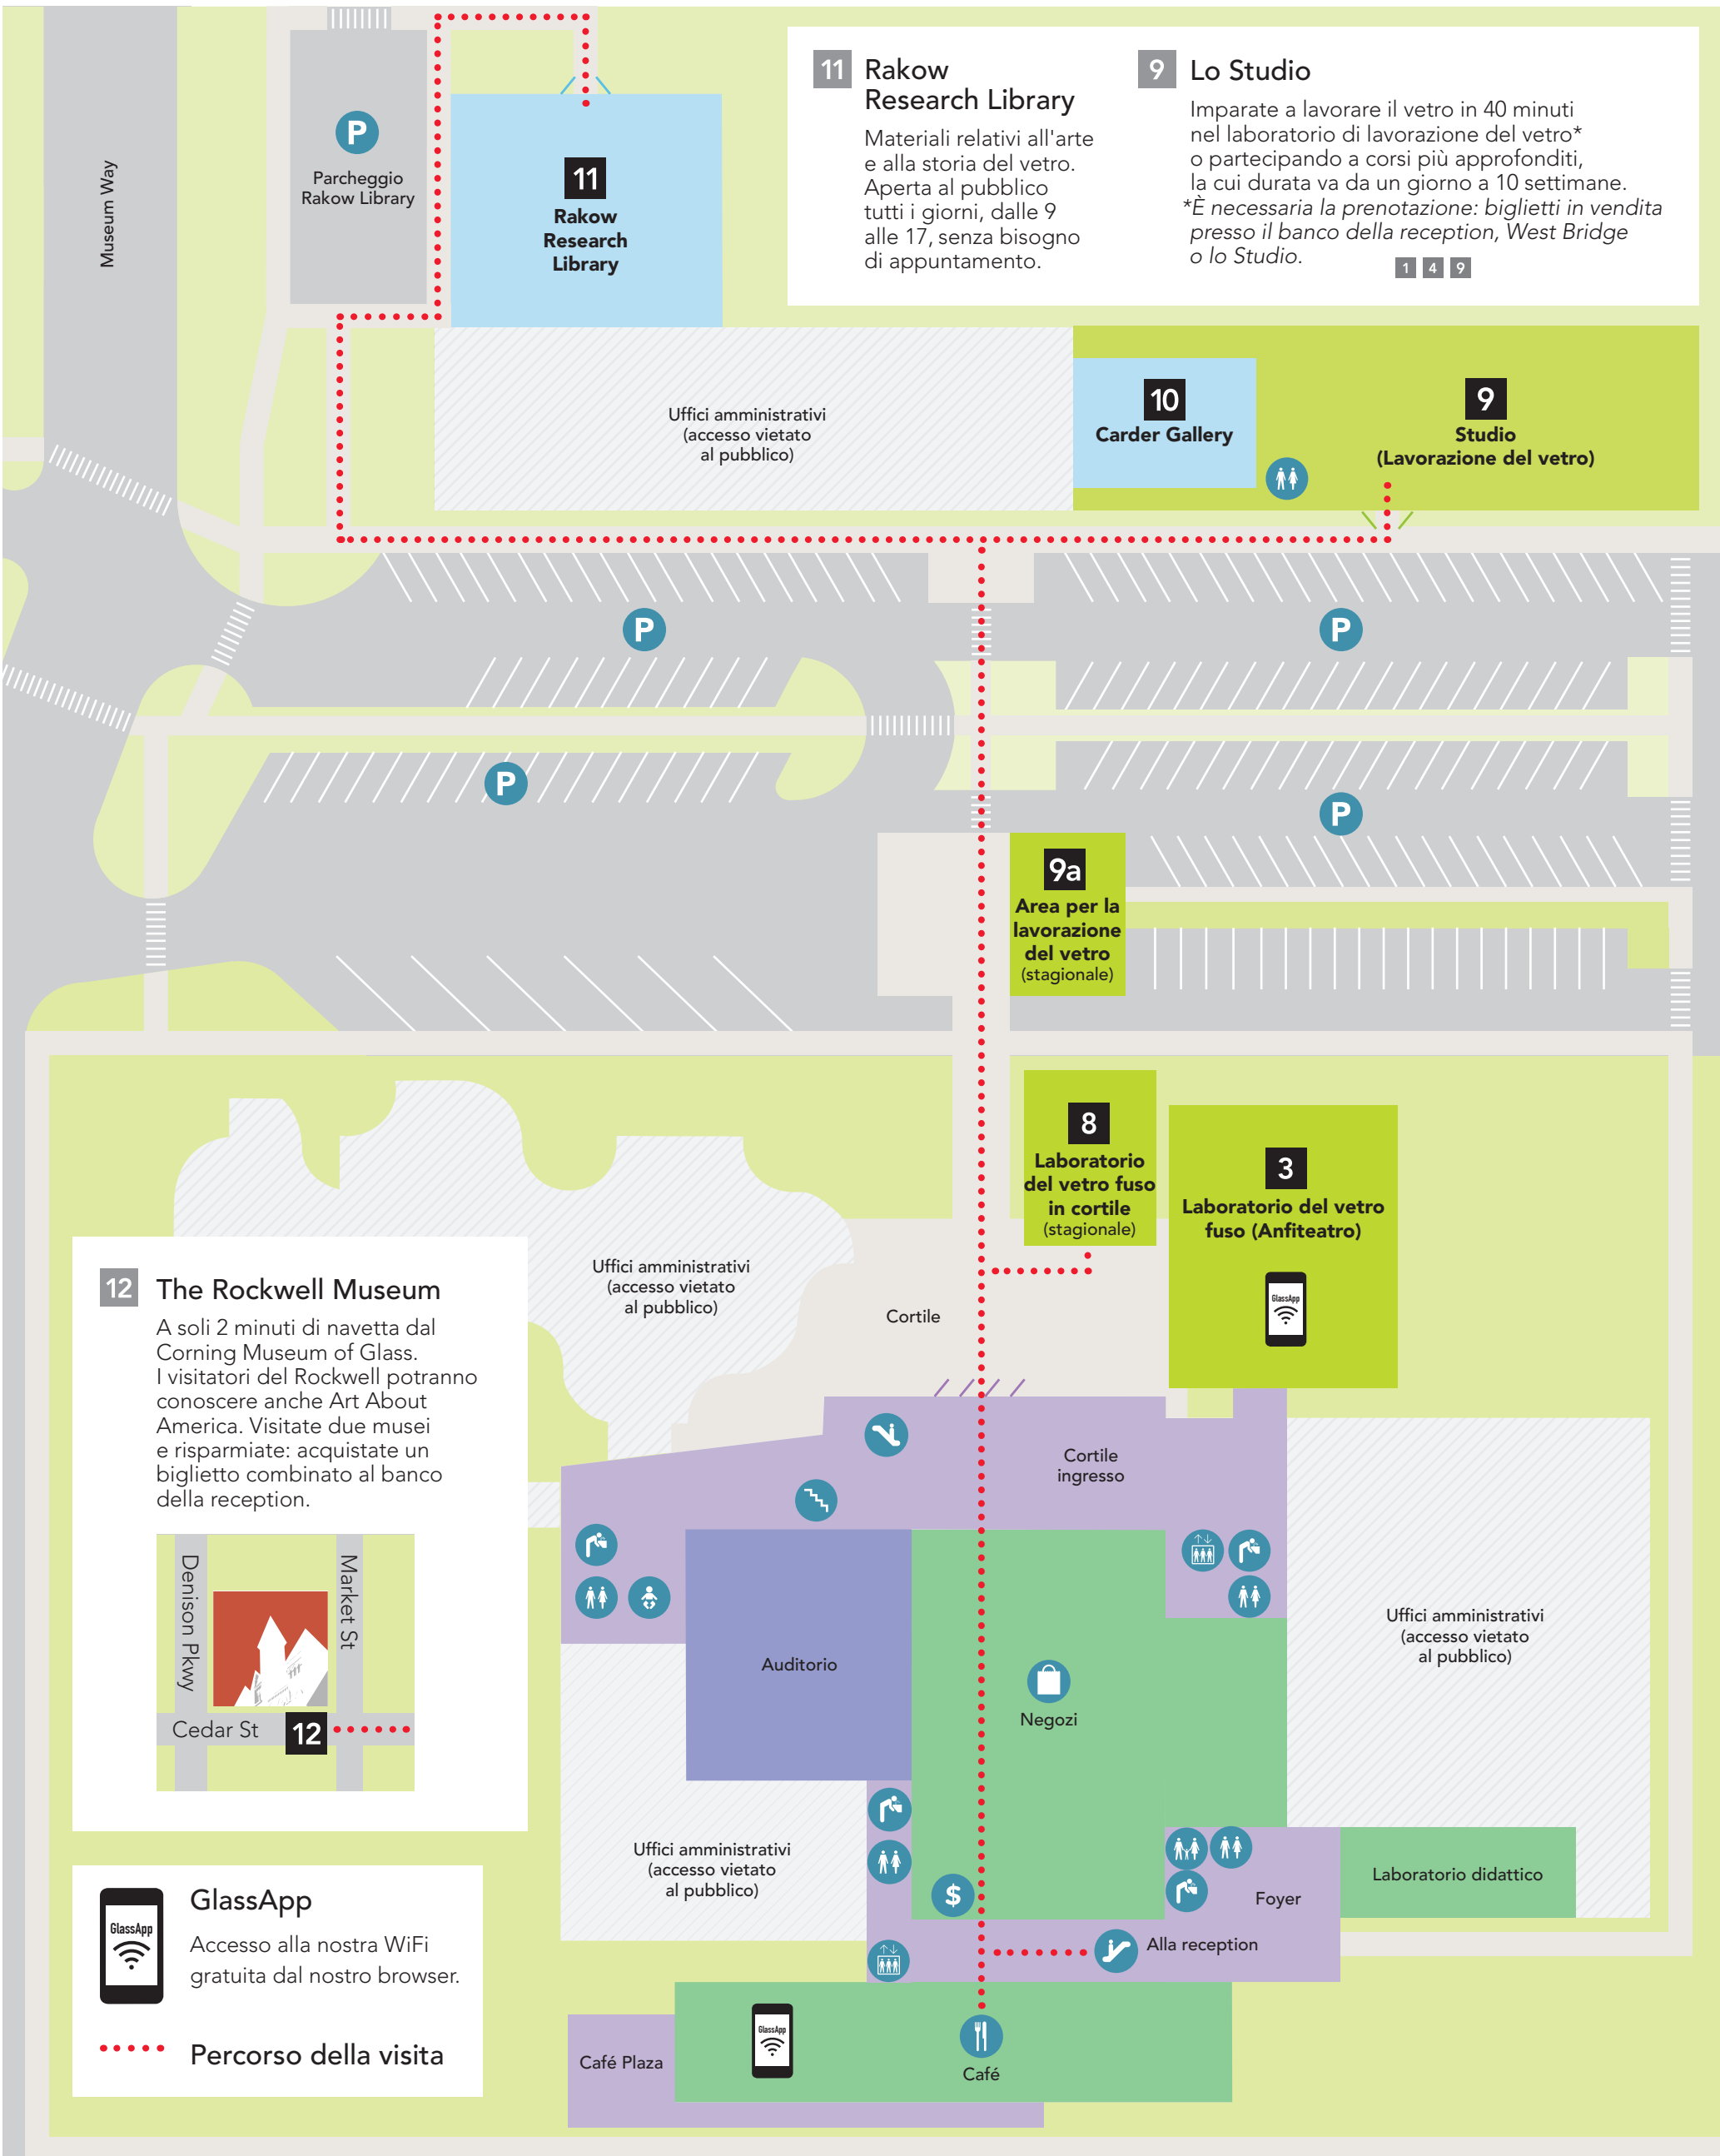 11 Rakow
Research Library
Materiali relativi all'arte
e alla storia del vetro.
Aperta al pubblico
tutti i giorni, dalle 9
alle 17, senza bisogno
di appuntamento.
9 Lo Studio
Imparate a lavorare il vetro in 40 minuti
nel laboratorio di lavorazione del vetro*
o partecipando a corsi più approfonditi,
la cui durata va da un giorno a 10 settimane.
*È necessaria la prenotazione: biglietti in vendita
presso il banco della reception, West Bridge
o lo Studio.
1 4 9
Museum Way
P
Parcheggio
Rakow Library
11
Rakow
Research
Library
Uffici amministrativi
(accesso vietato
al pubblico)
10
Carder Gallery
9
Studio
(Lavorazione del vetro)
P
P
P
P
9a
Area per la
lavorazione
del vetro
(stagionale)
8
Laboratorio
del vetro fuso
in cortile
(stagionale)
3
Laboratorio del vetro
fuso (Anfiteatro)
GlassApp
Uffici amministrativi
(accesso vietato
al pubblico)
Cortile
12 The Rockwell Museum
A soli 2 minuti di navetta dal
Corning Museum of Glass.
I visitatori del Rockwell potranno
conoscere anche Art About
America. Visitate due musei
e risparmiate: acquistate un
biglietto combinato al banco
della reception.
Denison Pkwy
Market St
Cedar St
12
Cortile
ingresso
Auditorio
Negozi
Uffici amministrativi
(accesso vietato
al pubblico)
Uffici amministrativi
(accesso vietato
al pubblico)
$
Foyer
Laboratorio didattico
Alla reception
GlassApp
GlassApp
Accesso alla nostra WiFi
gratuita dal nostro browser.
Percorso della visita
Café Plaza
GlassApp
Café